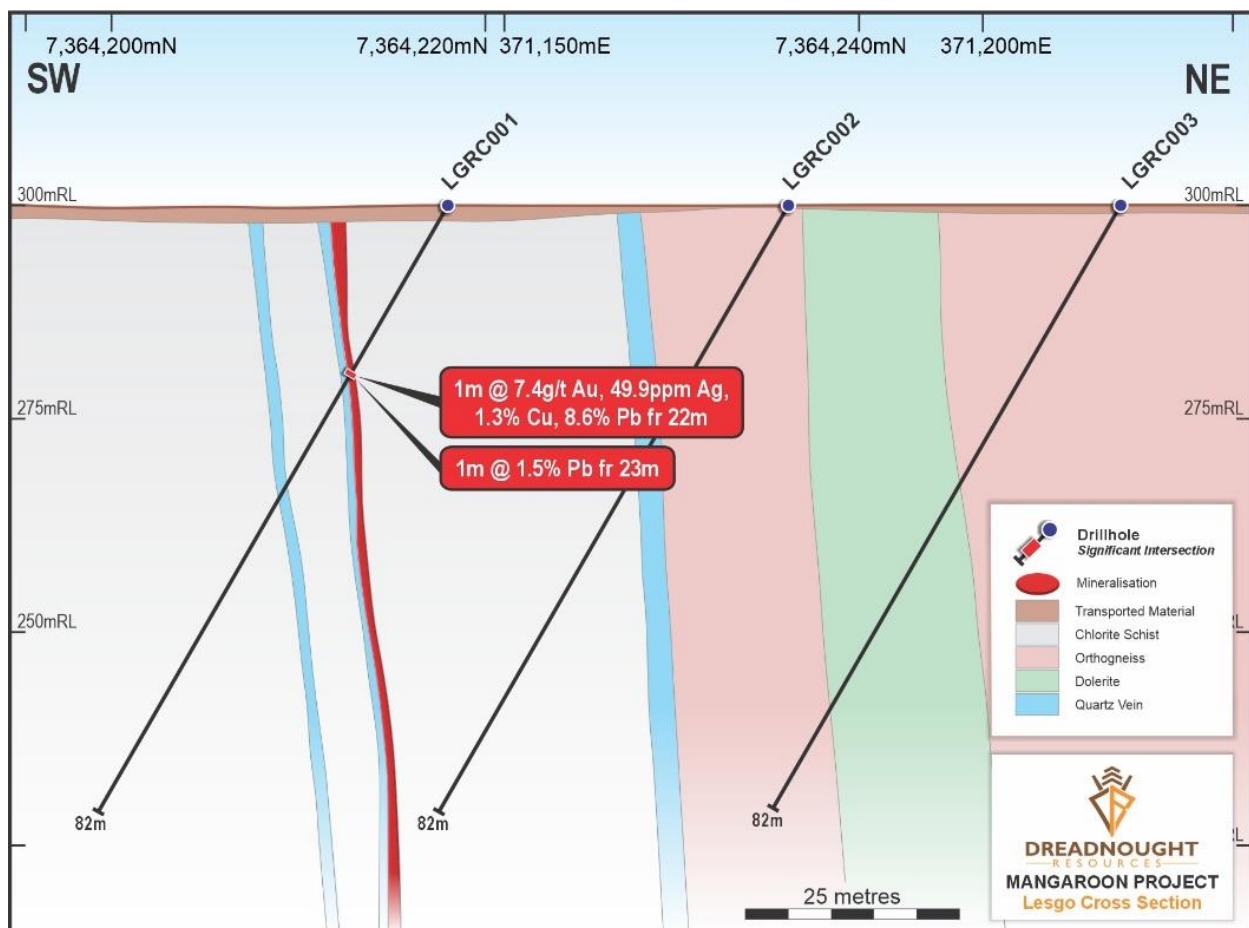 7,364,200mN
7,364,220mN
371,150mE
7,364,240mN
371,200mE
SW
NE
LGRC001
LGRC002
LGRC003
300mRL
300mRL
1m @ 7.4g/t Au, 49.9ppm Ag,
1.3% Cu, 8.6% Pb fr 22m
275mRL
275mRL
1m @ 1.5% Pb fr 23m
Drillhole
Significant Intersection
Mineralisation
Transported Material
Chlorite Schist
Orthogneiss
Dolerite
Quartz Vein
250mRL
RL
82m
82m
82m
RL
25 metres
DREADNOUGHT
RESOURCES
MANGAROON PROJECT
Lesgo Cross Section